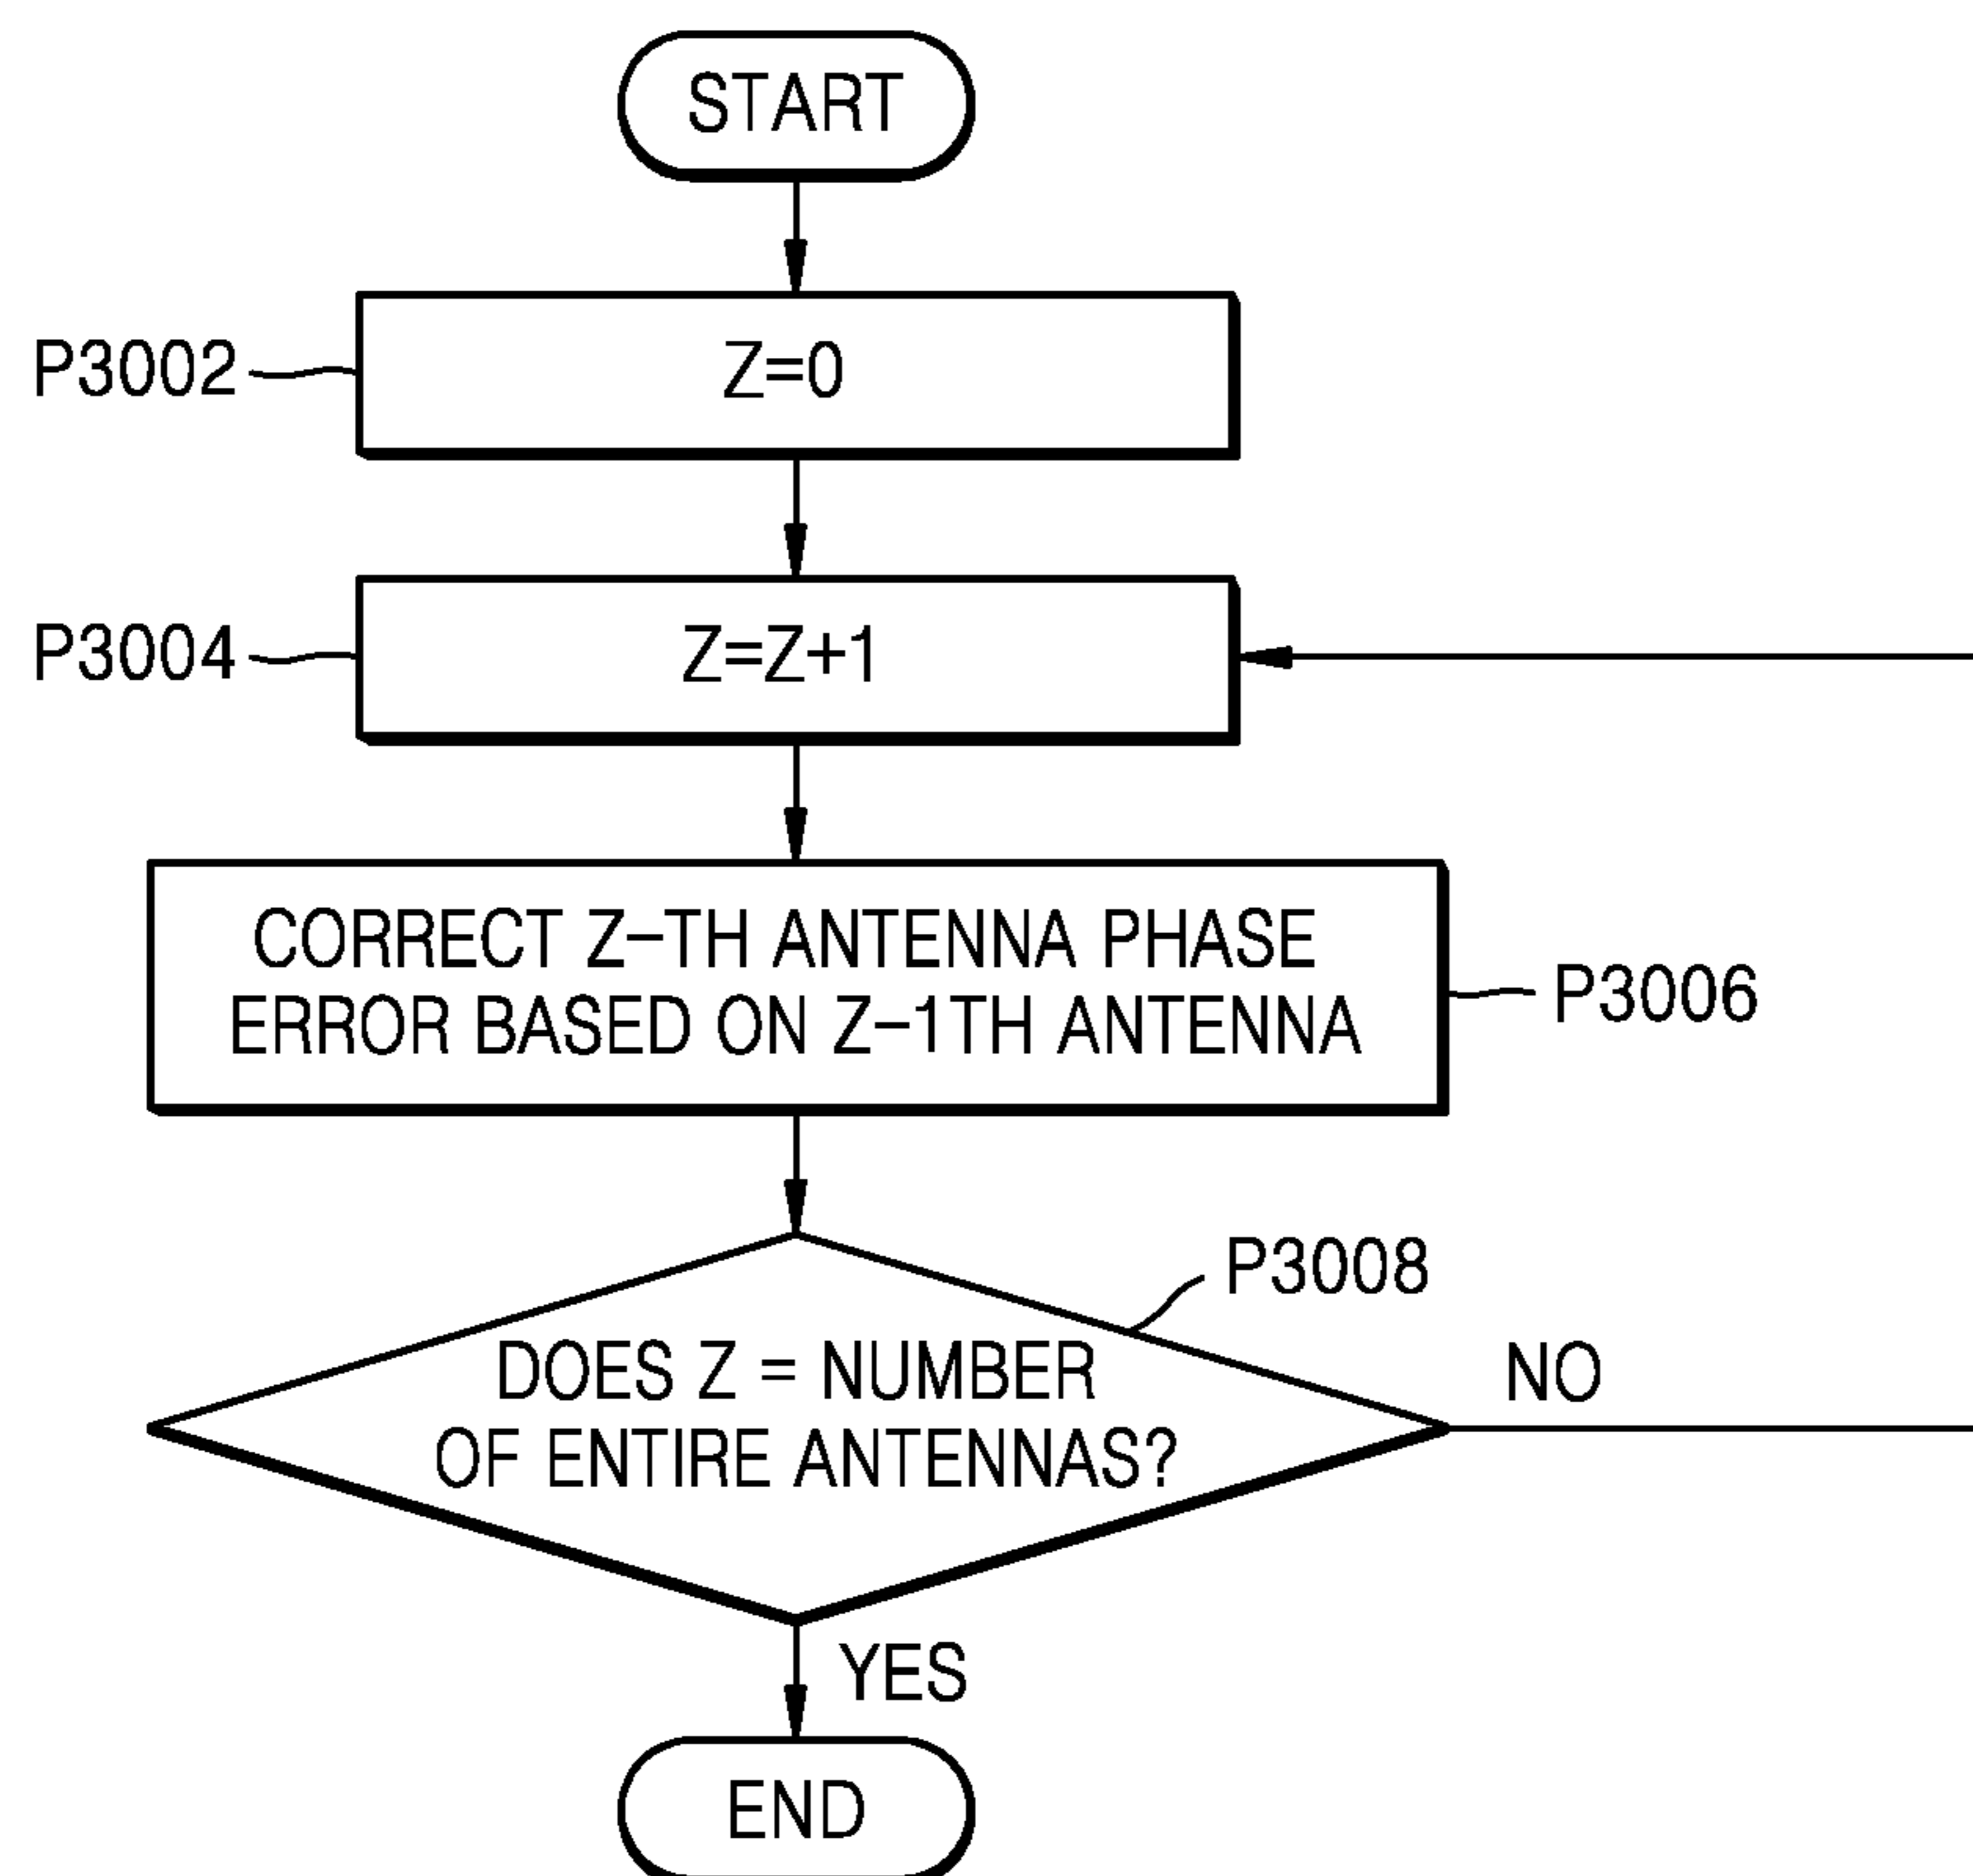 START
P3002
Z=0
P3004
Z=Z+1
CORRECT Z-TH ANTENNA PHASE
ERROR BASED ON Z-1TH ANTENNA
P3006
P3008
DOES Z = NUMBER
OF ENTIRE ANTENNAS?
NO
YES
END